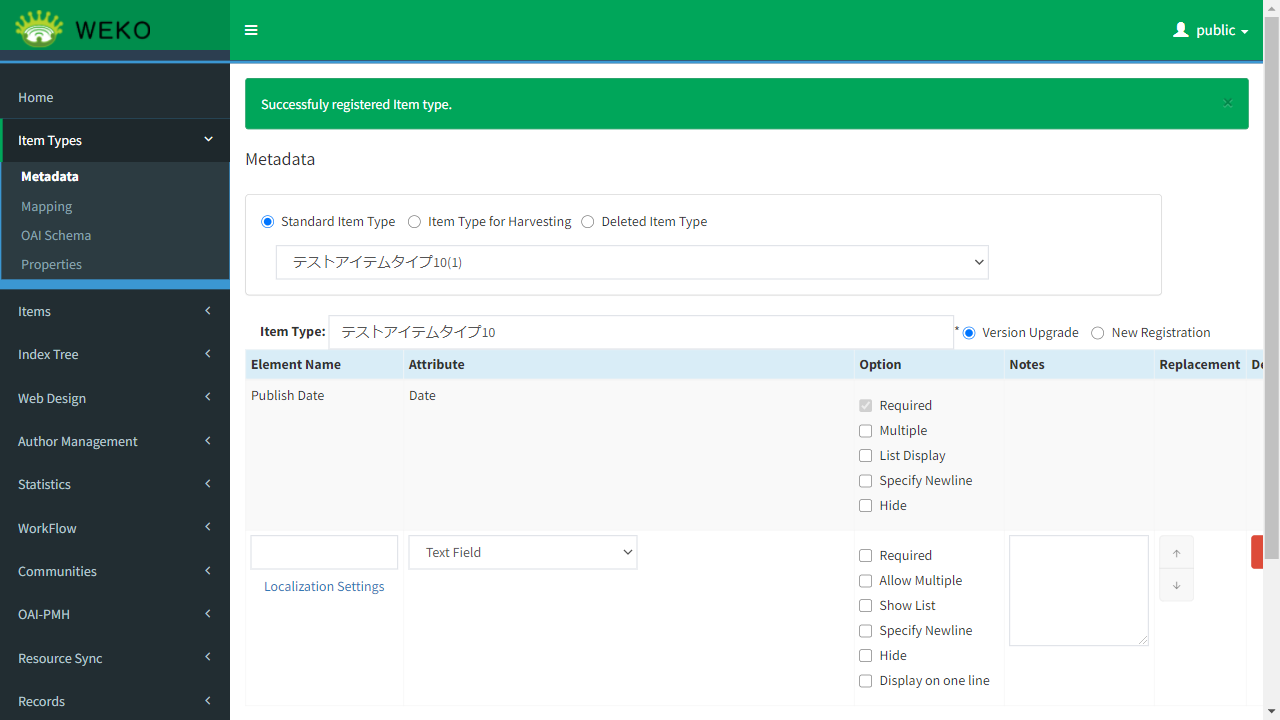 WEKO
public
Home
Item Types
Metadata
Mapping
OAI Schema
Properties
Items
Index Tree
Web Design
Author Management
Statistics
WorkFlow
Communities
OAI-PMH
Resource Sync
Records
Successfuly registered Item type.
×
Metadata
Standard Item Type Item Type for Harvesting Deleted Item Type
テストアイテムタイプ10(1)
Item Type: テストアイテムタイプ10 * Version Upgrade New Registration
Element Name Attribute Option Notes Replacement
Publish Date Date
Required
Multiple
List Display
Specify Newline
Hide
Text Field
Localization Settings
Required
Allow Multiple
Show List
Specify Newline
Hide
Display on one line
↑
↓